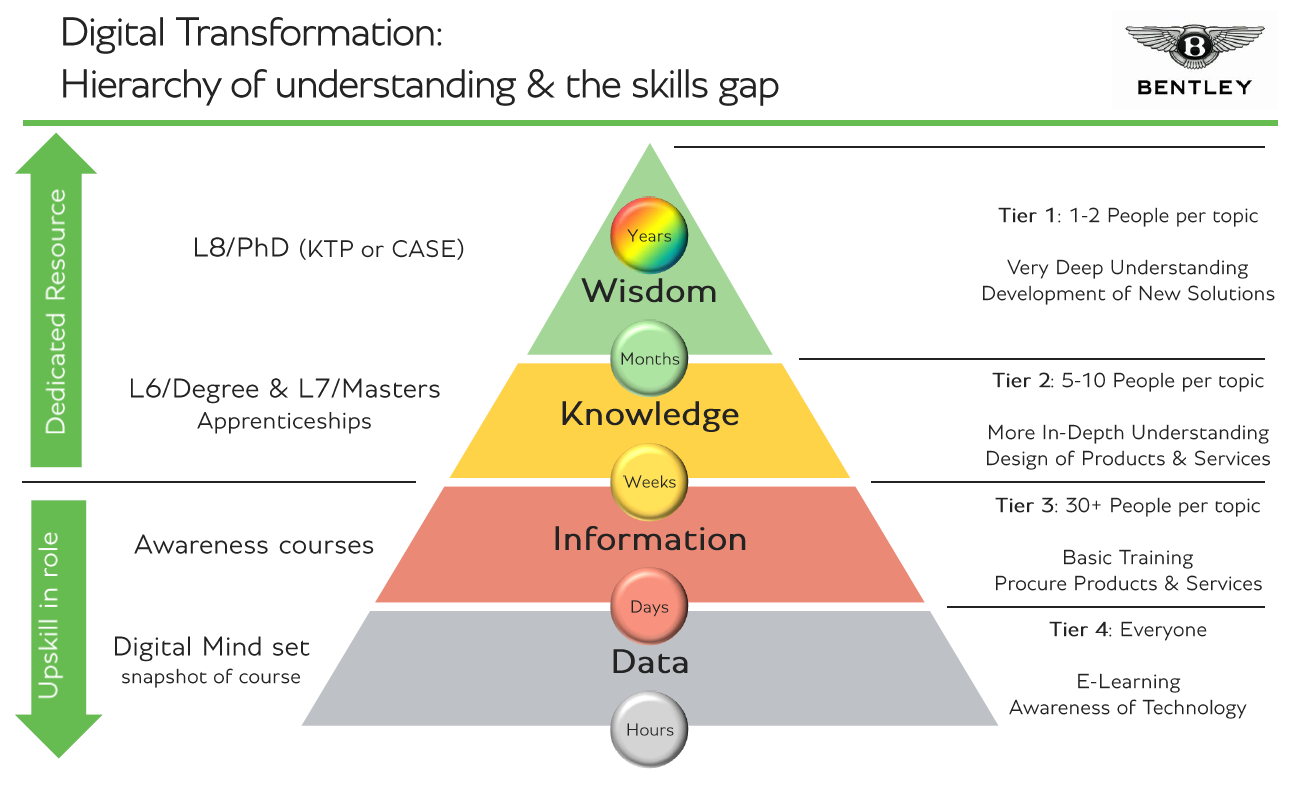 Digital Transformation:
Hierarchy of understanding & the skills gap
B
BENTLEY
Dedicated Resource
Upskill in role
L8/PhD (KTP or CASE)
L6/Degree & L7/Masters
Apprenticeships
Awareness courses
Digital Mind set
snapshot of course
Years
Wisdom
Months
Knowledge
Weeks
Information
Days
Data
Hours
Tier 1: 1-2 People per topic
Very Deep Understanding
Development of New Solutions
Tier 2: 5-10 People per topic
More In-Depth Understanding
Design of Products & Services
Tier 3: 30+ People per topic
Basic Training
Procure Products & Services
Tier 4: Everyone
E-Learning
Awareness of Technology